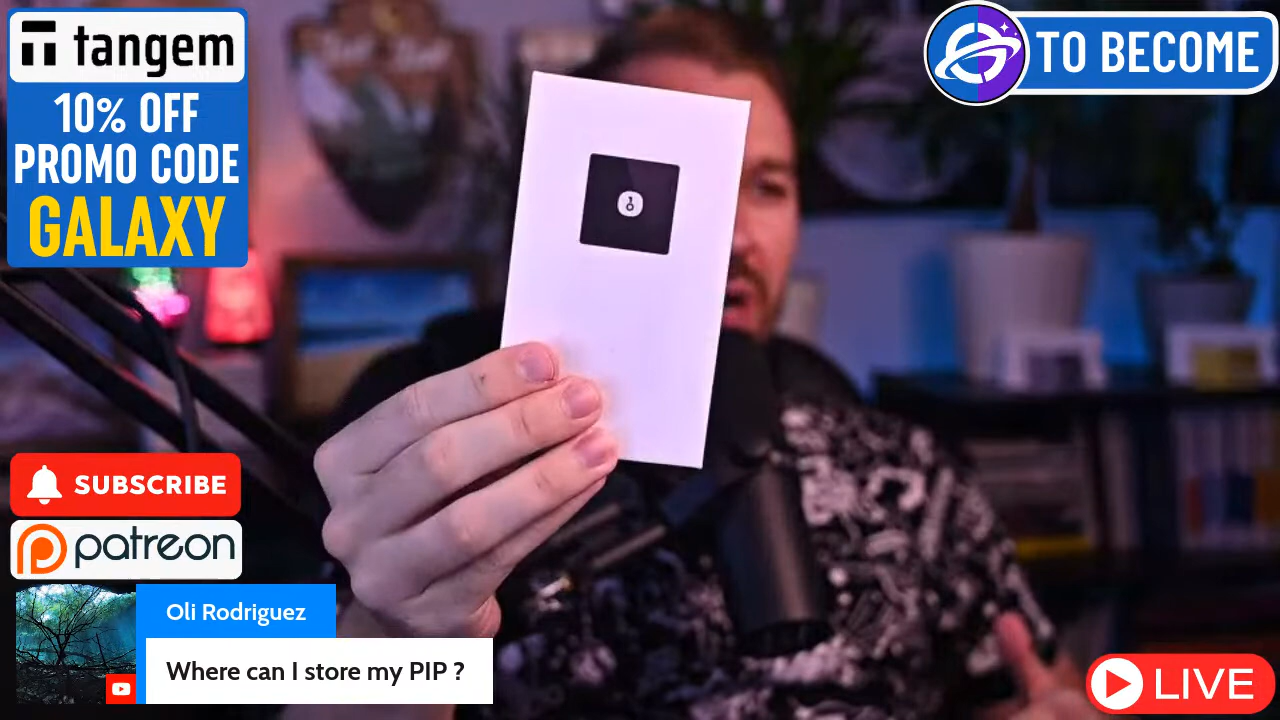 tangem
10% OFF
PROMO CODE
GALAXY
TO BECOME
SUBSCRIBE
patreon
Oli Rodriguez
Where can I store my PIP ?
LIVE